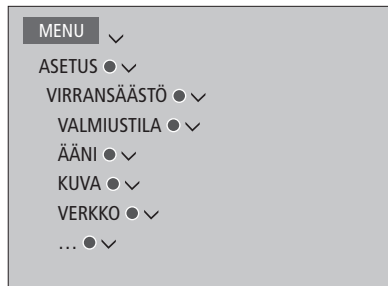 MENU
ASETUS
VIRRANSÄÄSTÖ
VALMIUSTILA
ÄÄNI
KUVA
VERKKO
...